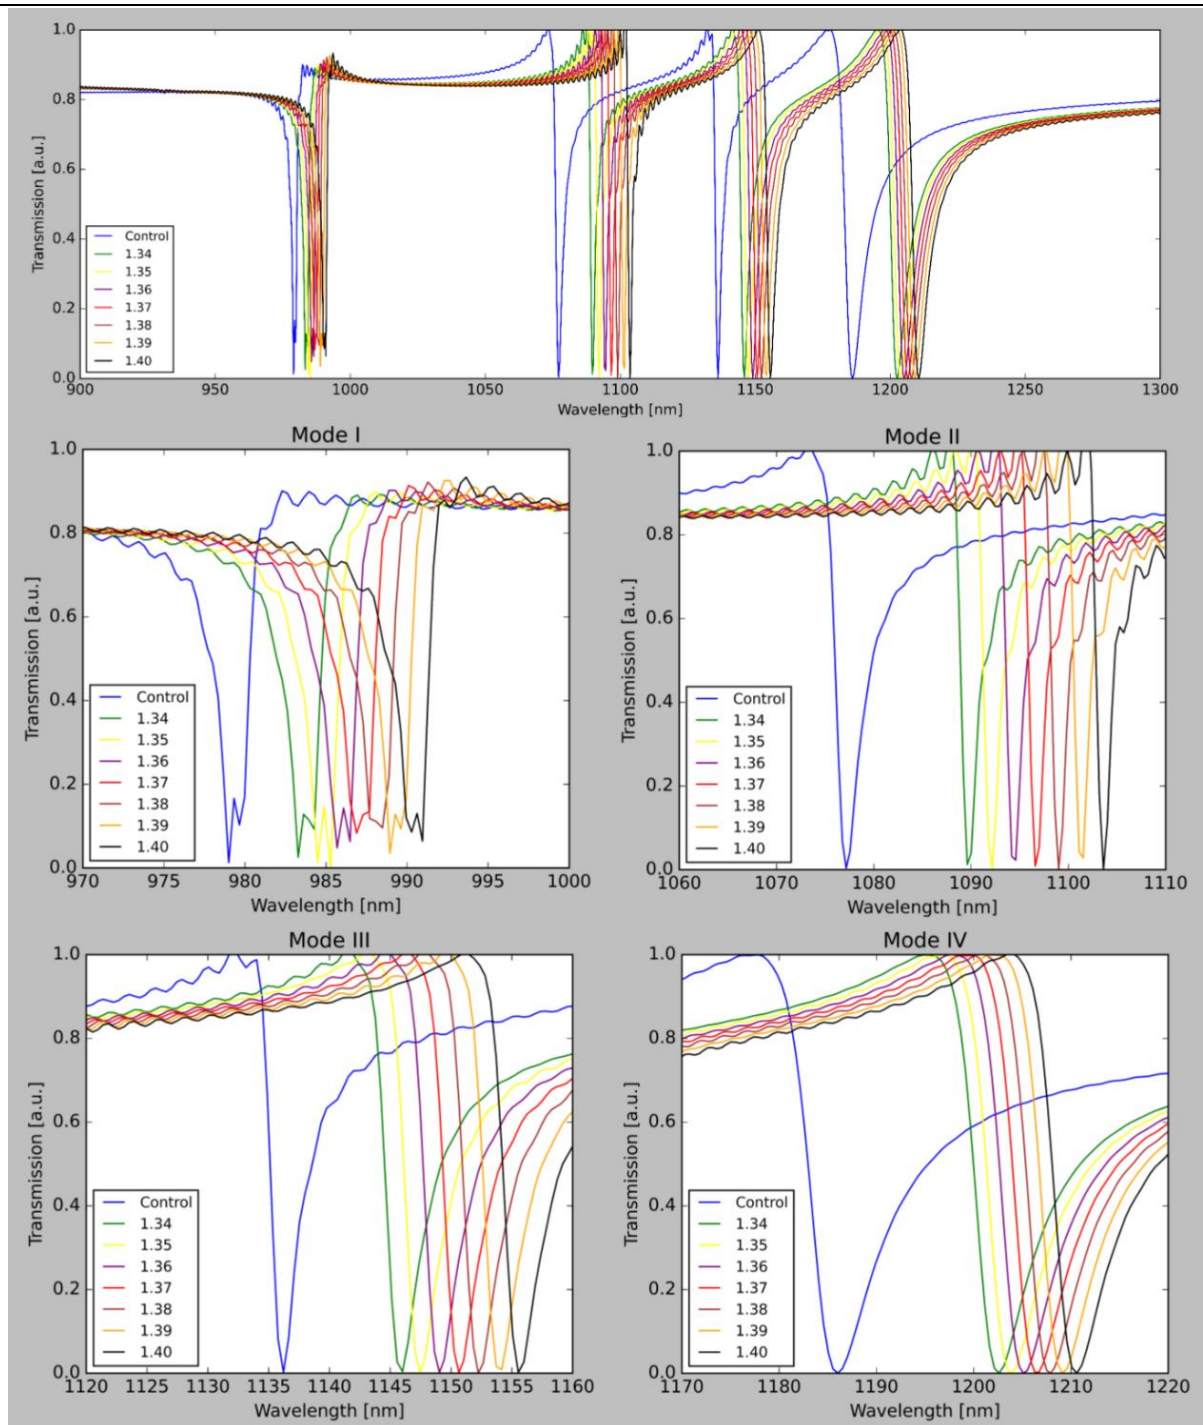 1.0
0.8
0.6
0.4
0.2
0.0
Transmission [a.u.]
Control
1.34
1.35
1.36
1.37
1.38
1.39
1.40
900 950 1000 1050 1100 1150 1200 1250 1300
Wavelength [nm]
Mode I
1.0
0.8
0.6
0.4
0.2
0.0
Transmission [a.u.]
Control
1.34
1.35
1.36
1.37
1.38
1.39
1.40
970 975 980 985 990 995 1000
Wavelength [nm]
Mode II
1.0
0.8
0.6
0.4
0.2
0.0
Transmission [a.u.]
Control
1.34
1.35
1.36
1.37
1.38
1.39
1.40
1060 1070 1080 1090 1100 1110
Wavelength [nm]
Mode III
1.0
0.8
0.6
0.4
0.2
0.0
Transmission [a.u.]
Control
1.34
1.35
1.36
1.37
1.38
1.39
1.40
1120 1125 1130 1135 1140 1145 1150 1155 1160
Wavelength [nm]
Mode IV
1.0
0.8
0.6
0.4
0.2
0.0
Transmission [a.u.]
Control
1.34
1.35
1.36
1.37
1.38
1.39
1.40
1170 1180 1190 1200 1210 1220
Wavelength [nm]